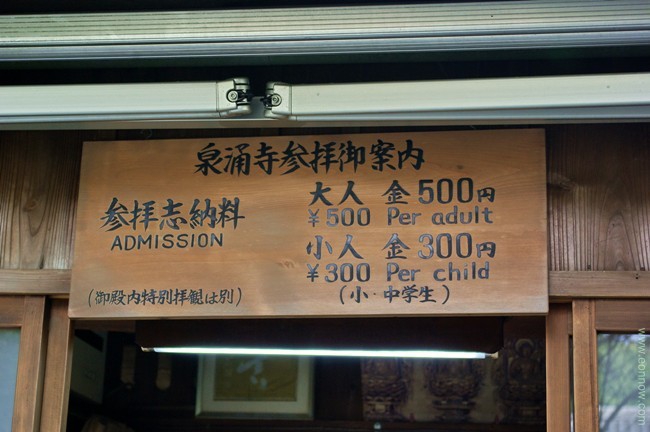 泉涌寺参拝御案内
参拝志納料
ADMISSION
(御殿内特別拝観は別)
大人 金500円
¥500 Per adult
小人 金300円
¥300 Per child
(小・中学生)
www.eonnow.com